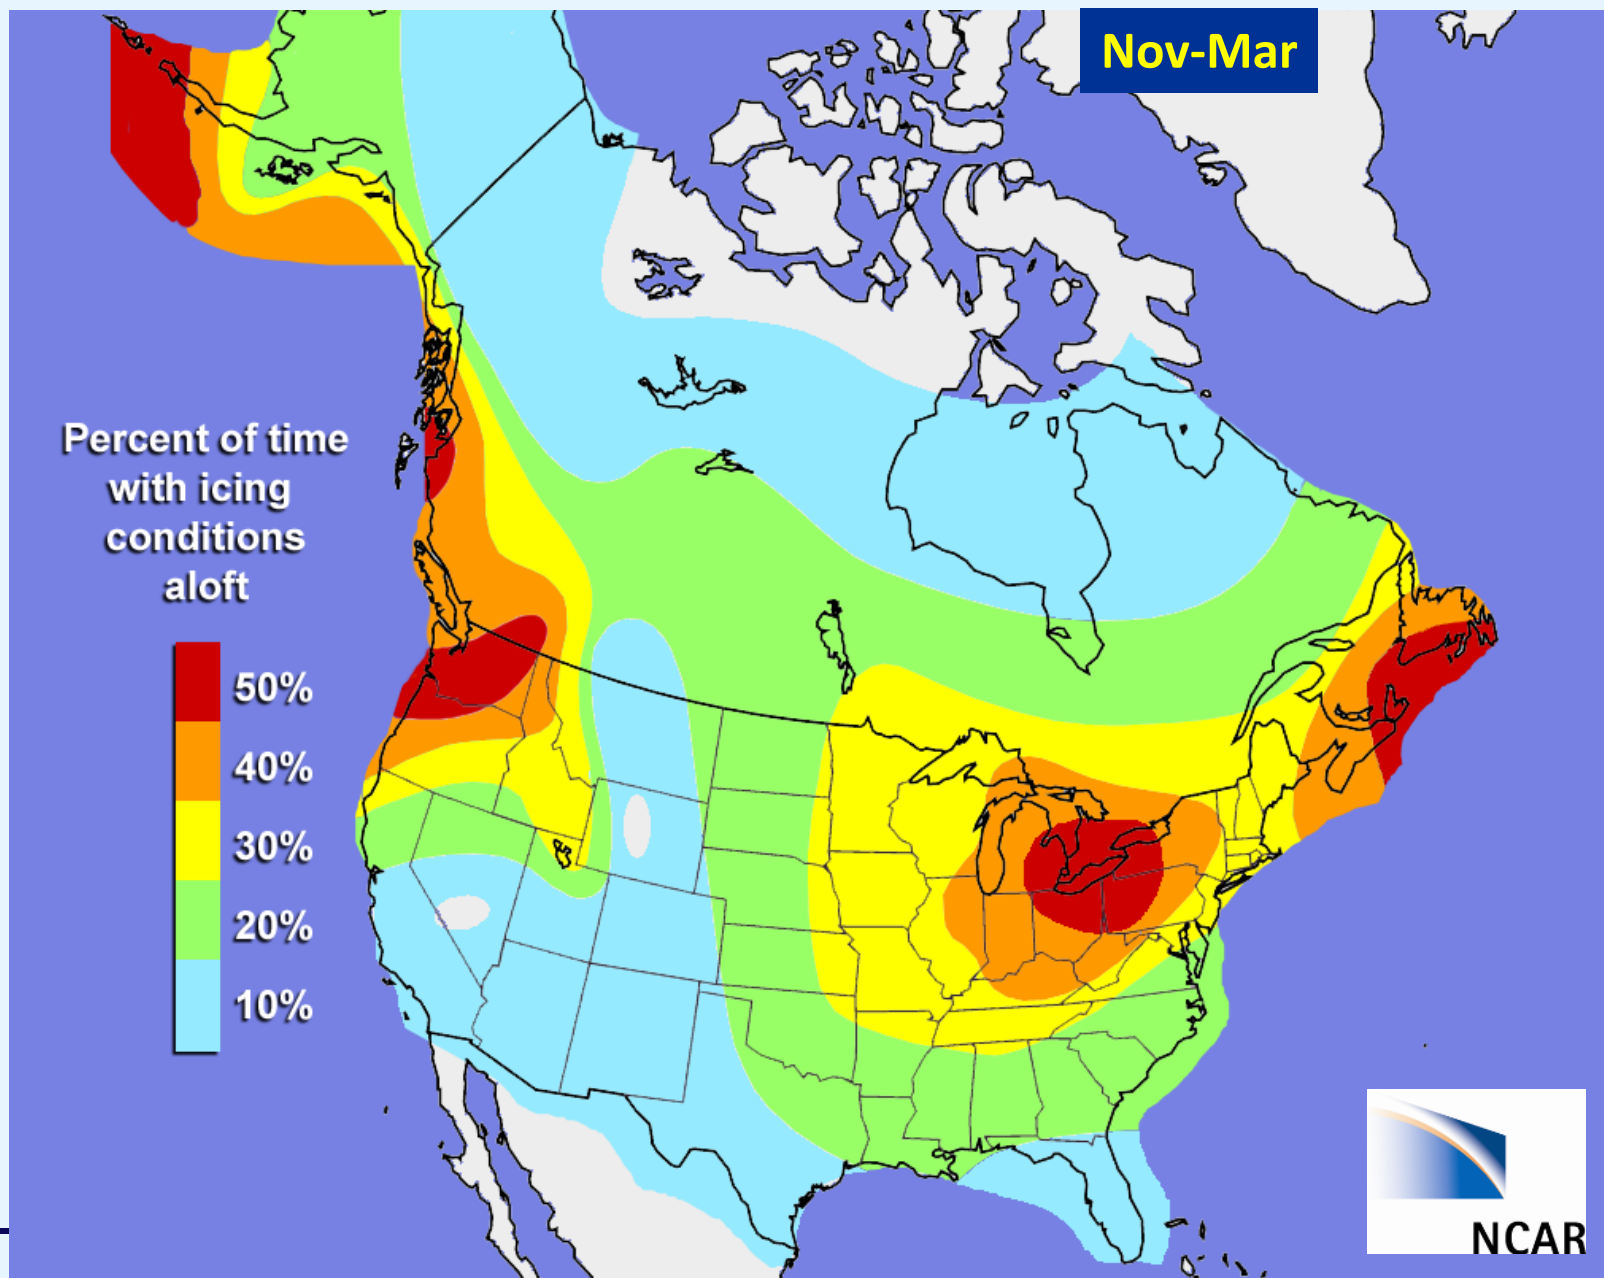 Nov-Mar
Percent of time
with icing
conditions
aloft
50%
40%
30%
20%
10%
NCAR